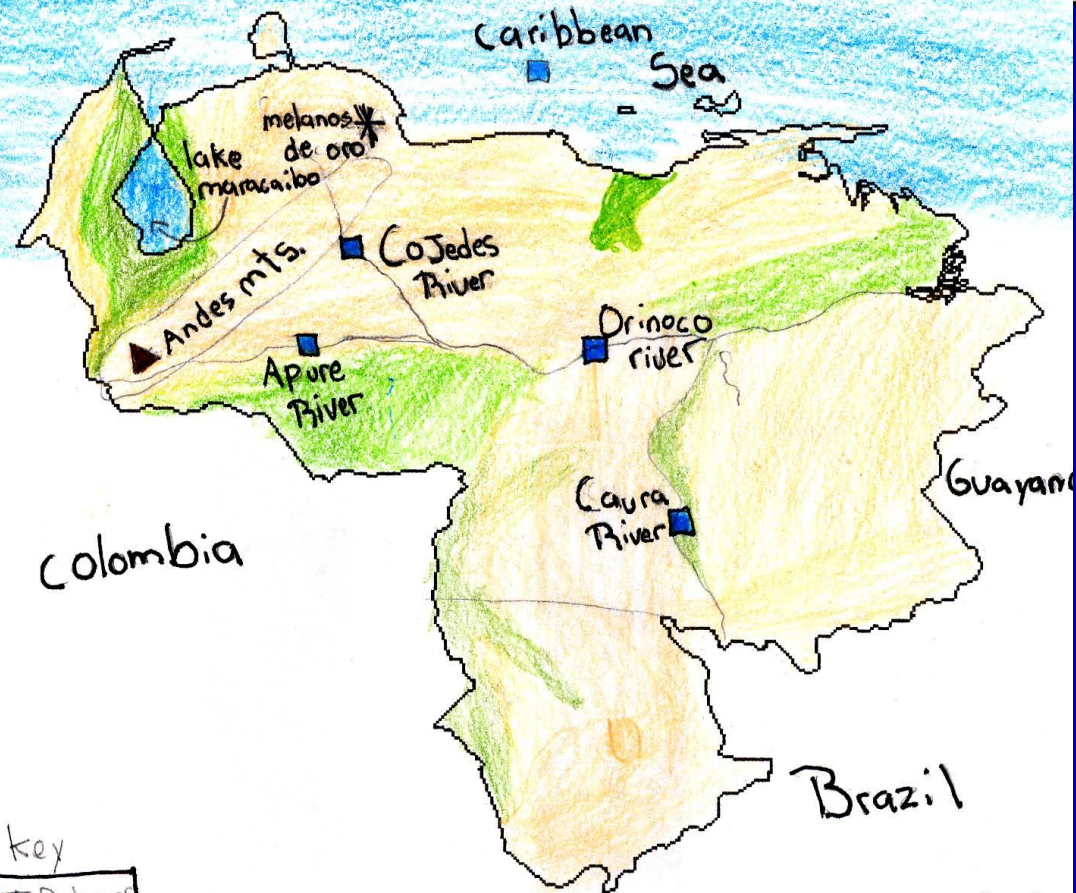 Caribbean
Sea
melanos
de oro
lake
maracaibo
Andes mts.
CoJedes
River
Orinoco
river
Apure
River
Caura
River
Guayan
Colombia
Brazil
key